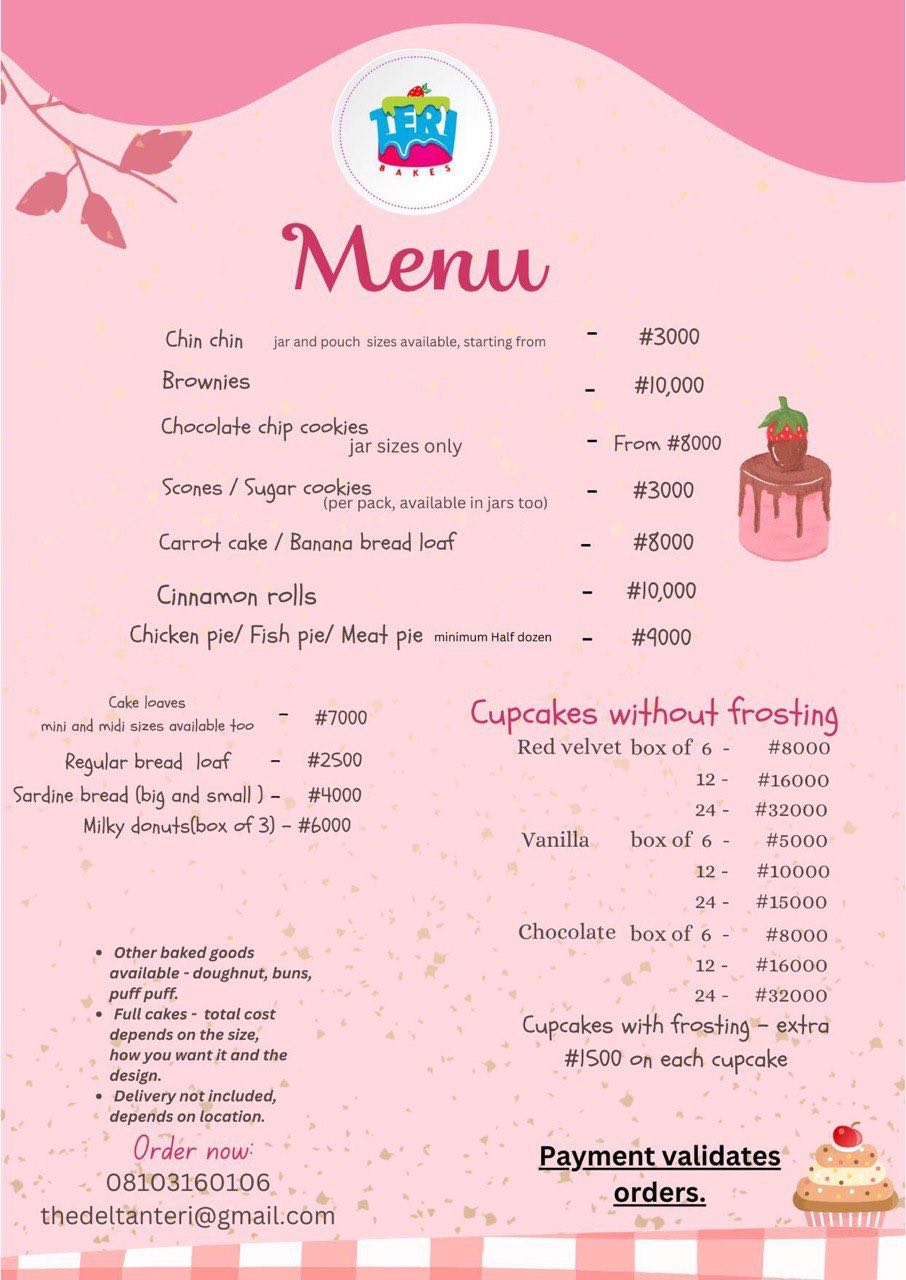 TERI
BAKES
Menu
Chin chin jar and pouch sizes available, starting from - #3000
Brownies - #10,000
Chocolate chip cookies
jar sizes only - From #8000
Scones / Sugar cookies - #3000
(per pack, available in jars too)
Carrot cake / Banana bread loaf - #8000
Cinnamon rolls - #10,000
Chicken pie/ Fish pie/ Meat pie minimum Half dozen - #9000
Cake loaves
mini and midi sizes available too - #7000
Regular bread loaf - #2500
Sardine bread (big and small ) - #4000
Milky donuts(box of 3) - #6000
Cupcakes without frosting
Red velvet box of 6 - #8000
12 - #16000
24 - #32000
Vanilla box of 6 - #5000
12 - #10000
24 - #15000
Chocolate box of 6 - #8000
12 - #16000
24 - #32000
Cupcakes with frosting - extra
#1500 on each cupcake
• Other baked goods
available - doughnut, buns,
puff puff.
• Full cakes - total cost
depends on the size,
how you want it and the
design.
• Delivery not included,
depends on location.
Order now:
08103160106
thedeltanteri@gmail.com
Payment validates
orders.